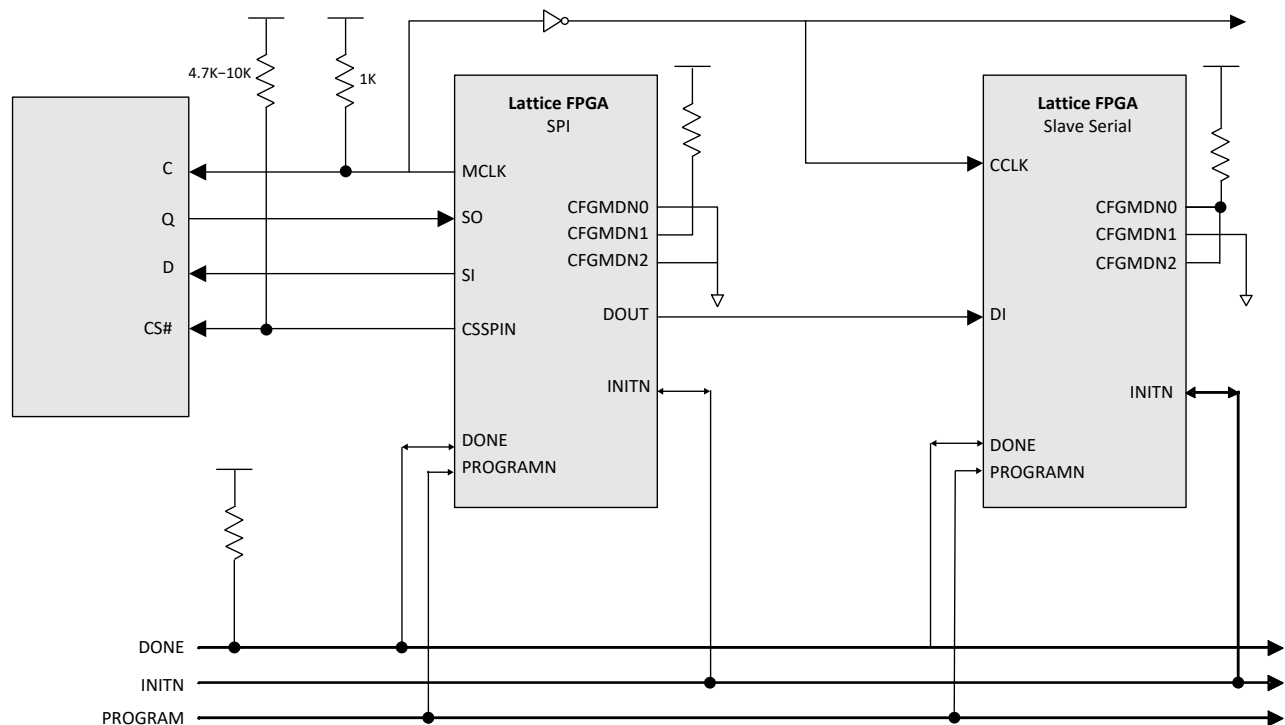 4.7K–10K
1K
Lattice FPGA
SPI
Lattice FPGA
Slave Serial
C
MCLK
CCLK
Q
SO
CFGMDN0
CFGMDN0
CFGMDN1
CFGMDN1
D
SI
CFGMDN2
CFGMDN2
CS#
CSSPIN
DOUT
DI
INITN
INITN
DONE
DONE
PROGRAMN
PROGRAMN
DONE
INITN
PROGRAM